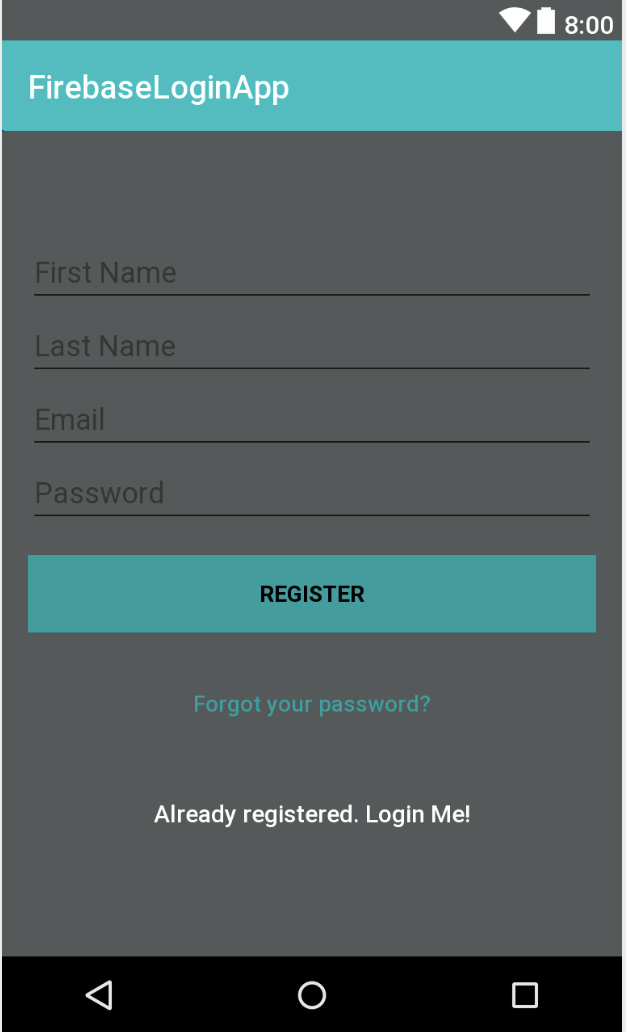 8:00
FirebaseLoginApp
First Name
Last Name
Email
Password
REGISTER
Forgot your password?
Already registered. Login Me!